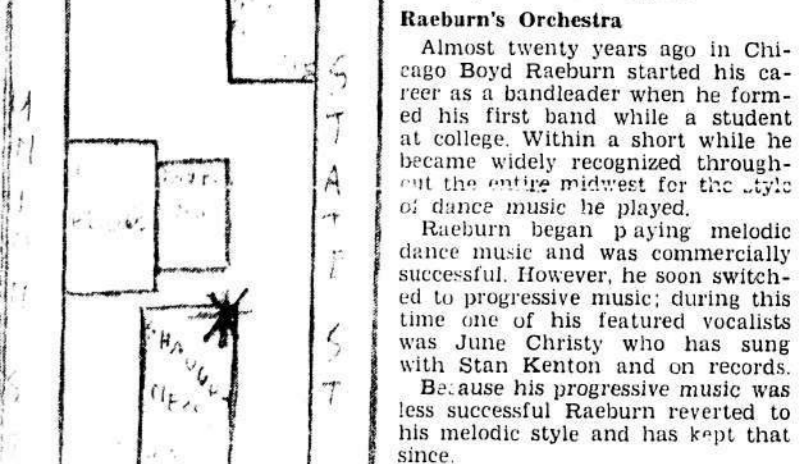 STATE ST
Raeburn's Orchestra
Almost twenty years ago in Chi-
cago Boyd Raeburn started his ca-
reer as a bandleader when he form-
ed his first band while a student
at college. Within a short while he
became widely recognized through-
out the entire midwest for the style
of dance music he played.
Raeburn began p aying melodic
dance music and was commercially
successful. However, he soon switch-
ed to progressive music; during this
time one of his featured vocalists
was June Christy who has sung
with Stan Kenton and on records.
Because his progressive music was
less successful Raeburn reverted to
his melodic style and has kept that
since.